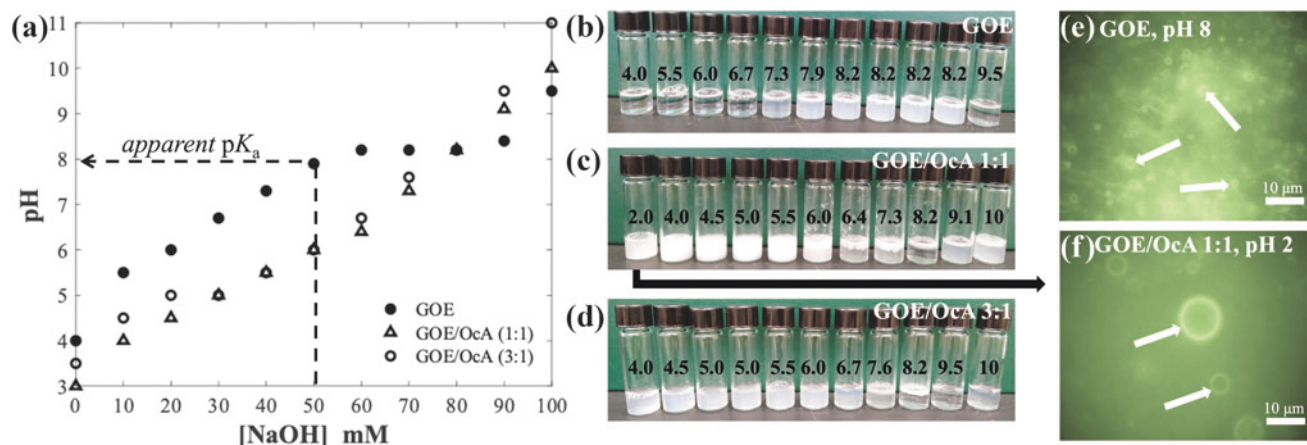 (a)
11
10
9
8
7
6
5
4
3
pH
apparent pKa
GOE
GOE/OcA (1:1)
GOE/OcA (3:1)
0 10 20 30 40 50 60 70 80 90 100
[NaOH] mM
(b)
GOE
4.0 5.5 6.0 6.7 7.3 7.9 8.2 8.2 8.2 8.2 9.5
(c)
GOE/OcA 1:1
2.0 4.0 4.5 5.0 5.5 6.0 6.4 7.3 8.2 9.1 10
(d)
GOE/OcA 3:1
4.0 4.5 5.0 5.0 5.5 6.0 6.7 7.6 8.2 9.5 10
(e) GOE, pH 8
10 μm
(f) GOE/OcA 1:1, pH 2
10 μm